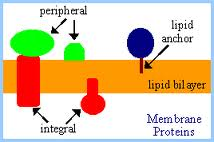 peripheral
lipid
anchor
lipid bilayer
integral
Membrane
Proteins